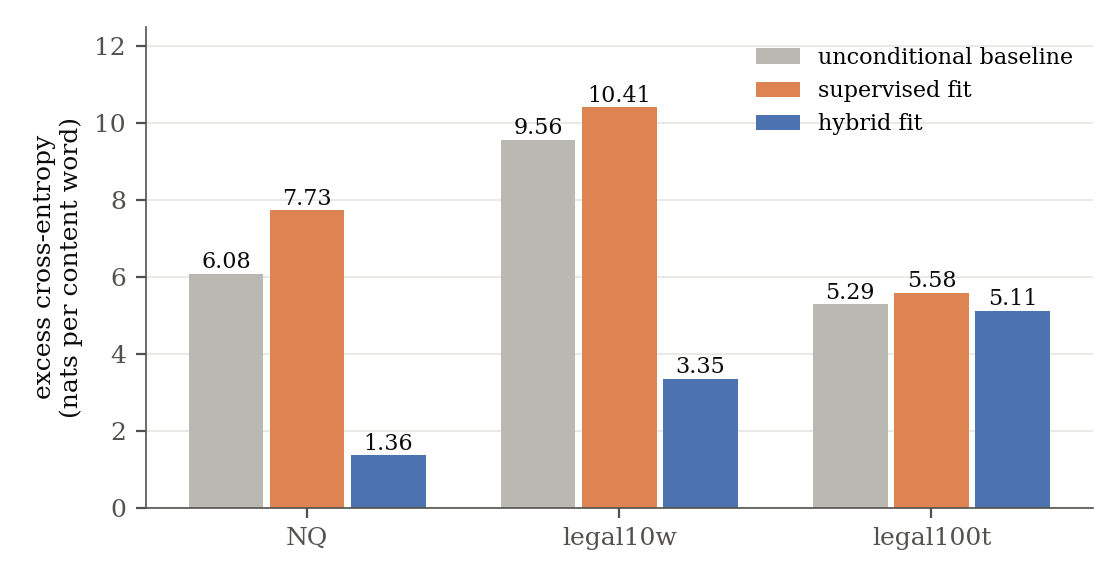 excess cross-entropy
(nats per content word)
12
10
8
6
4
2
0
unconditional baseline
supervised fit
hybrid fit
6.08
7.73
1.36
9.56
10.41
3.35
5.29
5.58
5.11
NQ
legal10w
legal100t